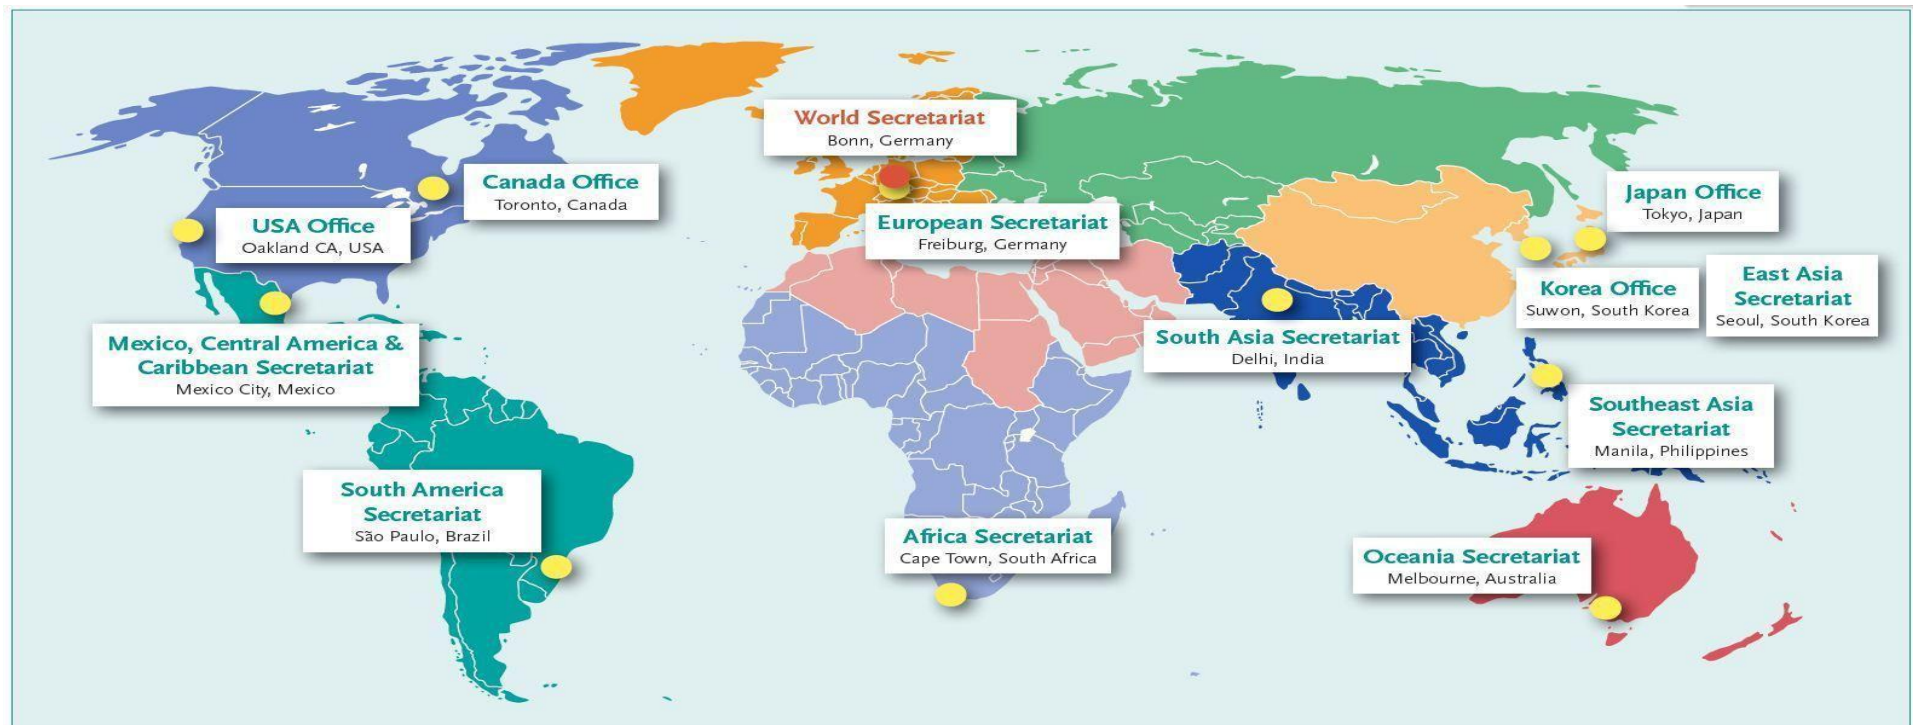 World Secretariat
Bonn, Germany
Canada Office
Toronto, Canada
USA Office
Oakland CA, USA
European Secretariat
Freiburg, Germany
Japan Office
Tokyo, Japan
Korea Office
Suwon, South Korea
East Asia
Secretariat
Seoul, South Korea
Mexico, Central America &
Caribbean Secretariat
Mexico City, Mexico
South Asia Secretariat
Delhi, India
Southeast Asia
Secretariat
Manila, Philippines
South America
Secretariat
São Paulo, Brazil
Africa Secretariat
Cape Town, South Africa
Oceania Secretariat
Melbourne, Australia